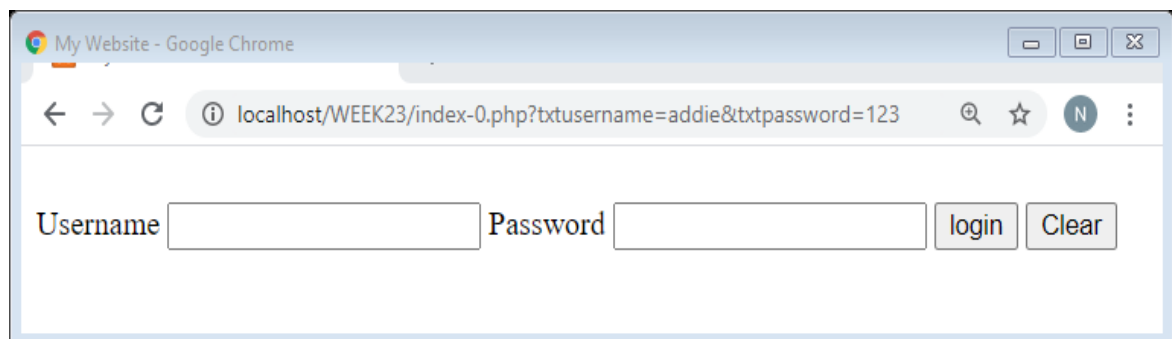 My Website - Google Chrome
localhost/WEEK23/index-0.php?txtusername=addie&txtpassword=123 N
Username Password login Clear